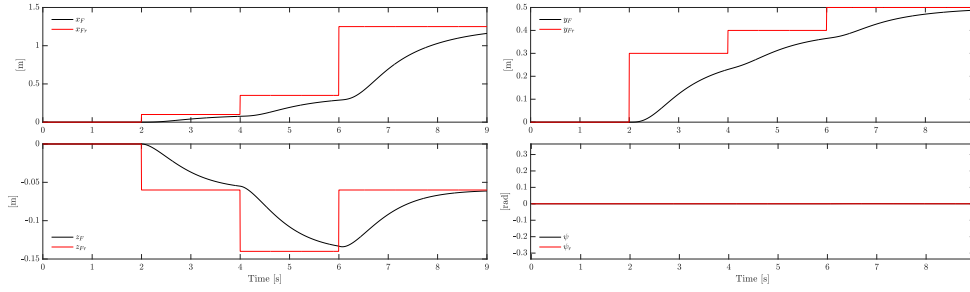 1.5
1
0.5
0
[m]
x_F
x_{Fr}
0 1 2 3 4 5 6 7 8 9
0.5
0.4
0.3
0.2
0.1
0
[m]
y_F
y_{Fr}
0 1 2 3 4 5 6 7 8
0
-0.05
-0.1
-0.15
[m]
z_F
z_{Fr}
0 1 2 3 4 5 6 7 8 9
Time [s]
0.3
0.2
0.1
0
-0.1
-0.2
-0.3
[rad]
ψ
ψ_r
0 1 2 3 4 5 6 7 8
Time [s]